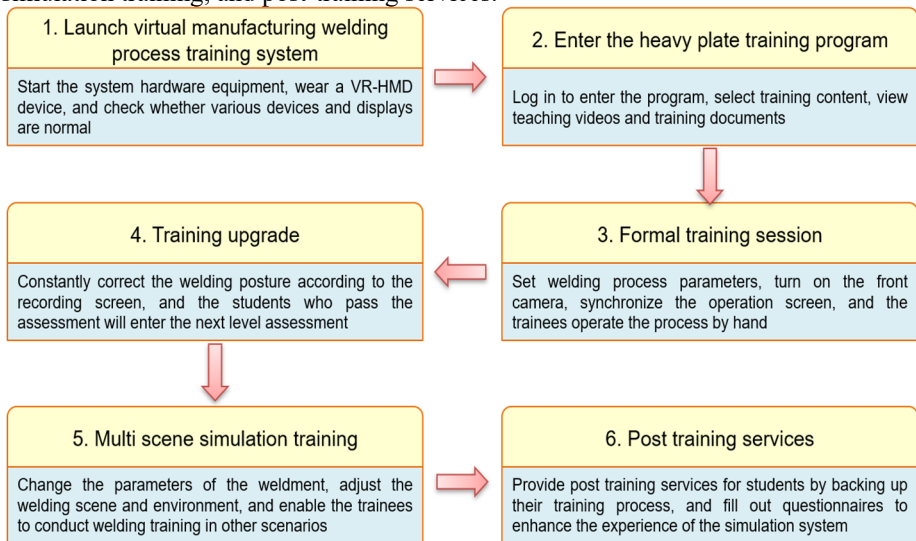 simulation training, and post-training services.
1. Launch virtual manufacturing welding
process training system
Start the system hardware equipment, wear a VR-HMD
device, and check whether various devices and displays
are normal
2. Enter the heavy plate training program
Log in to enter the program, select training content, view
teaching videos and training documents
3. Formal training session
Set welding process parameters, turn on the front
camera, synchronize the operation screen, and the
trainees operate the process by hand
4. Training upgrade
Constantly correct the welding posture according to the
recording screen, and the students who pass the
assessment will enter the next level assessment
5. Multi scene simulation training
Change the parameters of the weldment, adjust the
welding scene and environment, and enable the trainees
to conduct welding training in other scenarios
6. Post training services
Provide post training services for students by backing up
their training process, and fill out questionnaires to
enhance the experience of the simulation system